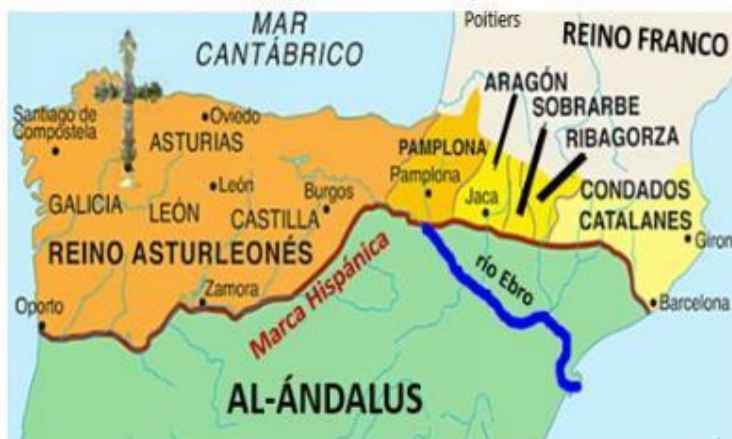 MAR
CANTÁBRICO
Poitiers
REINO FRANCO
ARAGÓN
SOBRARBE
RIBAGORZA
Santiago de
Compostela
Oviedo
ASTURIAS
PAMPLONA
Pamplona
GALICIA
León
LEÓN
Burgos
CASTILLA
Jaca
CONDADOS
CATALANES
Giron
REINO ASTURLEONÉS
Zamora
Oporto
Marca Hispánica
río Ebro
Barcelona
AL-ÁNDALUS